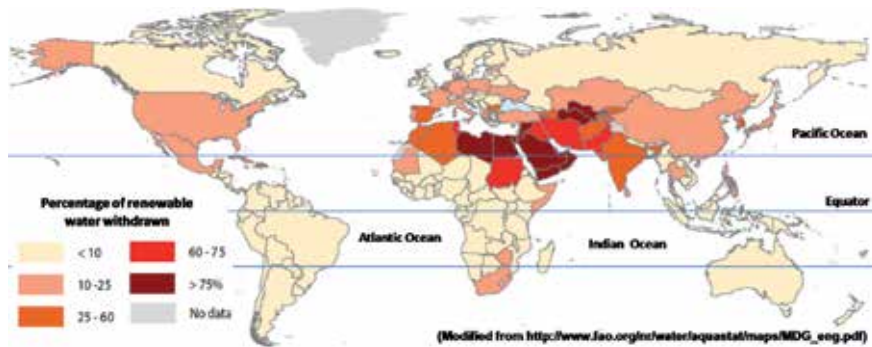 Pacific Ocean
Equator
Percentage of renewable
water withdrawn
Atlantic Ocean
Indian Ocean
< 10
60 - 75
10 -25
> 75%
25 - 60
No data
(Modified from http://www.fao.org/nr/water/aquastat/maps/MDG_eng.pdf)